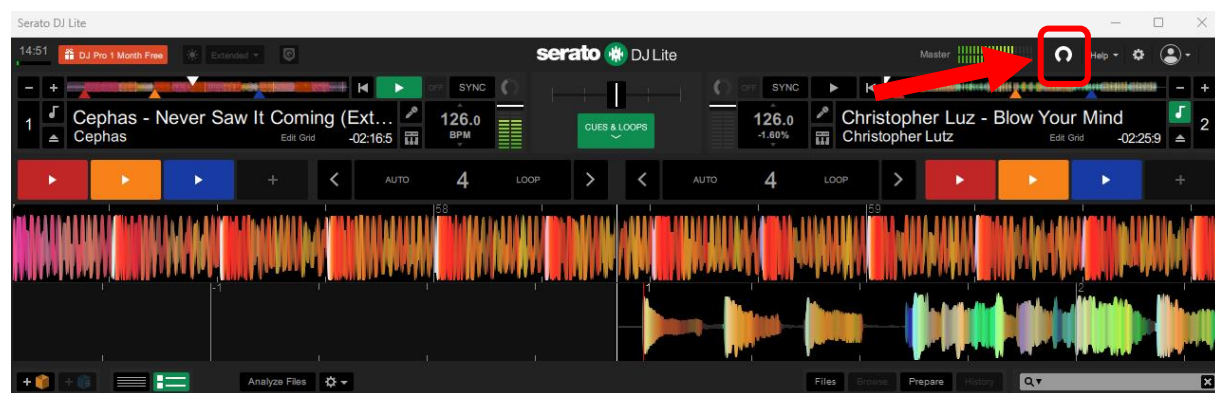 Serato DJ Lite
14:51 DJ Pro 1 Month Free Extended serato DJ Lite Master Help
- + OFF SYNC OFF SYNC - +
1 Cephas - Never Saw It Coming (Ext... 126.0 CUES & LOOPS 126.0 Christopher Luz - Blow Your Mind 2
Cephas Edit Grid -02:16:5 BPM -1.60% Christopher Lutz Edit Grid -02:25:9
+ AUTO 4 LOOP AUTO 4 LOOP +
58 59
-1 1 2
+ + Analyze Files Files Browse Prepare History